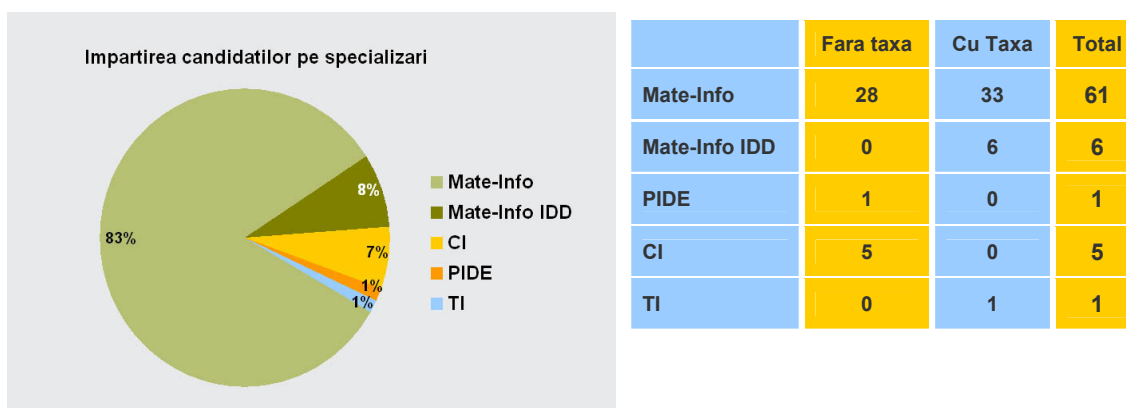 Impartirea candidatilor pe specializari
83%
8%
7%
1%
1%
Mate-Info
Mate-Info IDD
CI
PIDE
TI
Fara taxa Cu Taxa Total
Mate-Info 28 33 61
Mate-Info IDD 0 6 6
PIDE 1 0 1
CI 5 0 5
TI 0 1 1